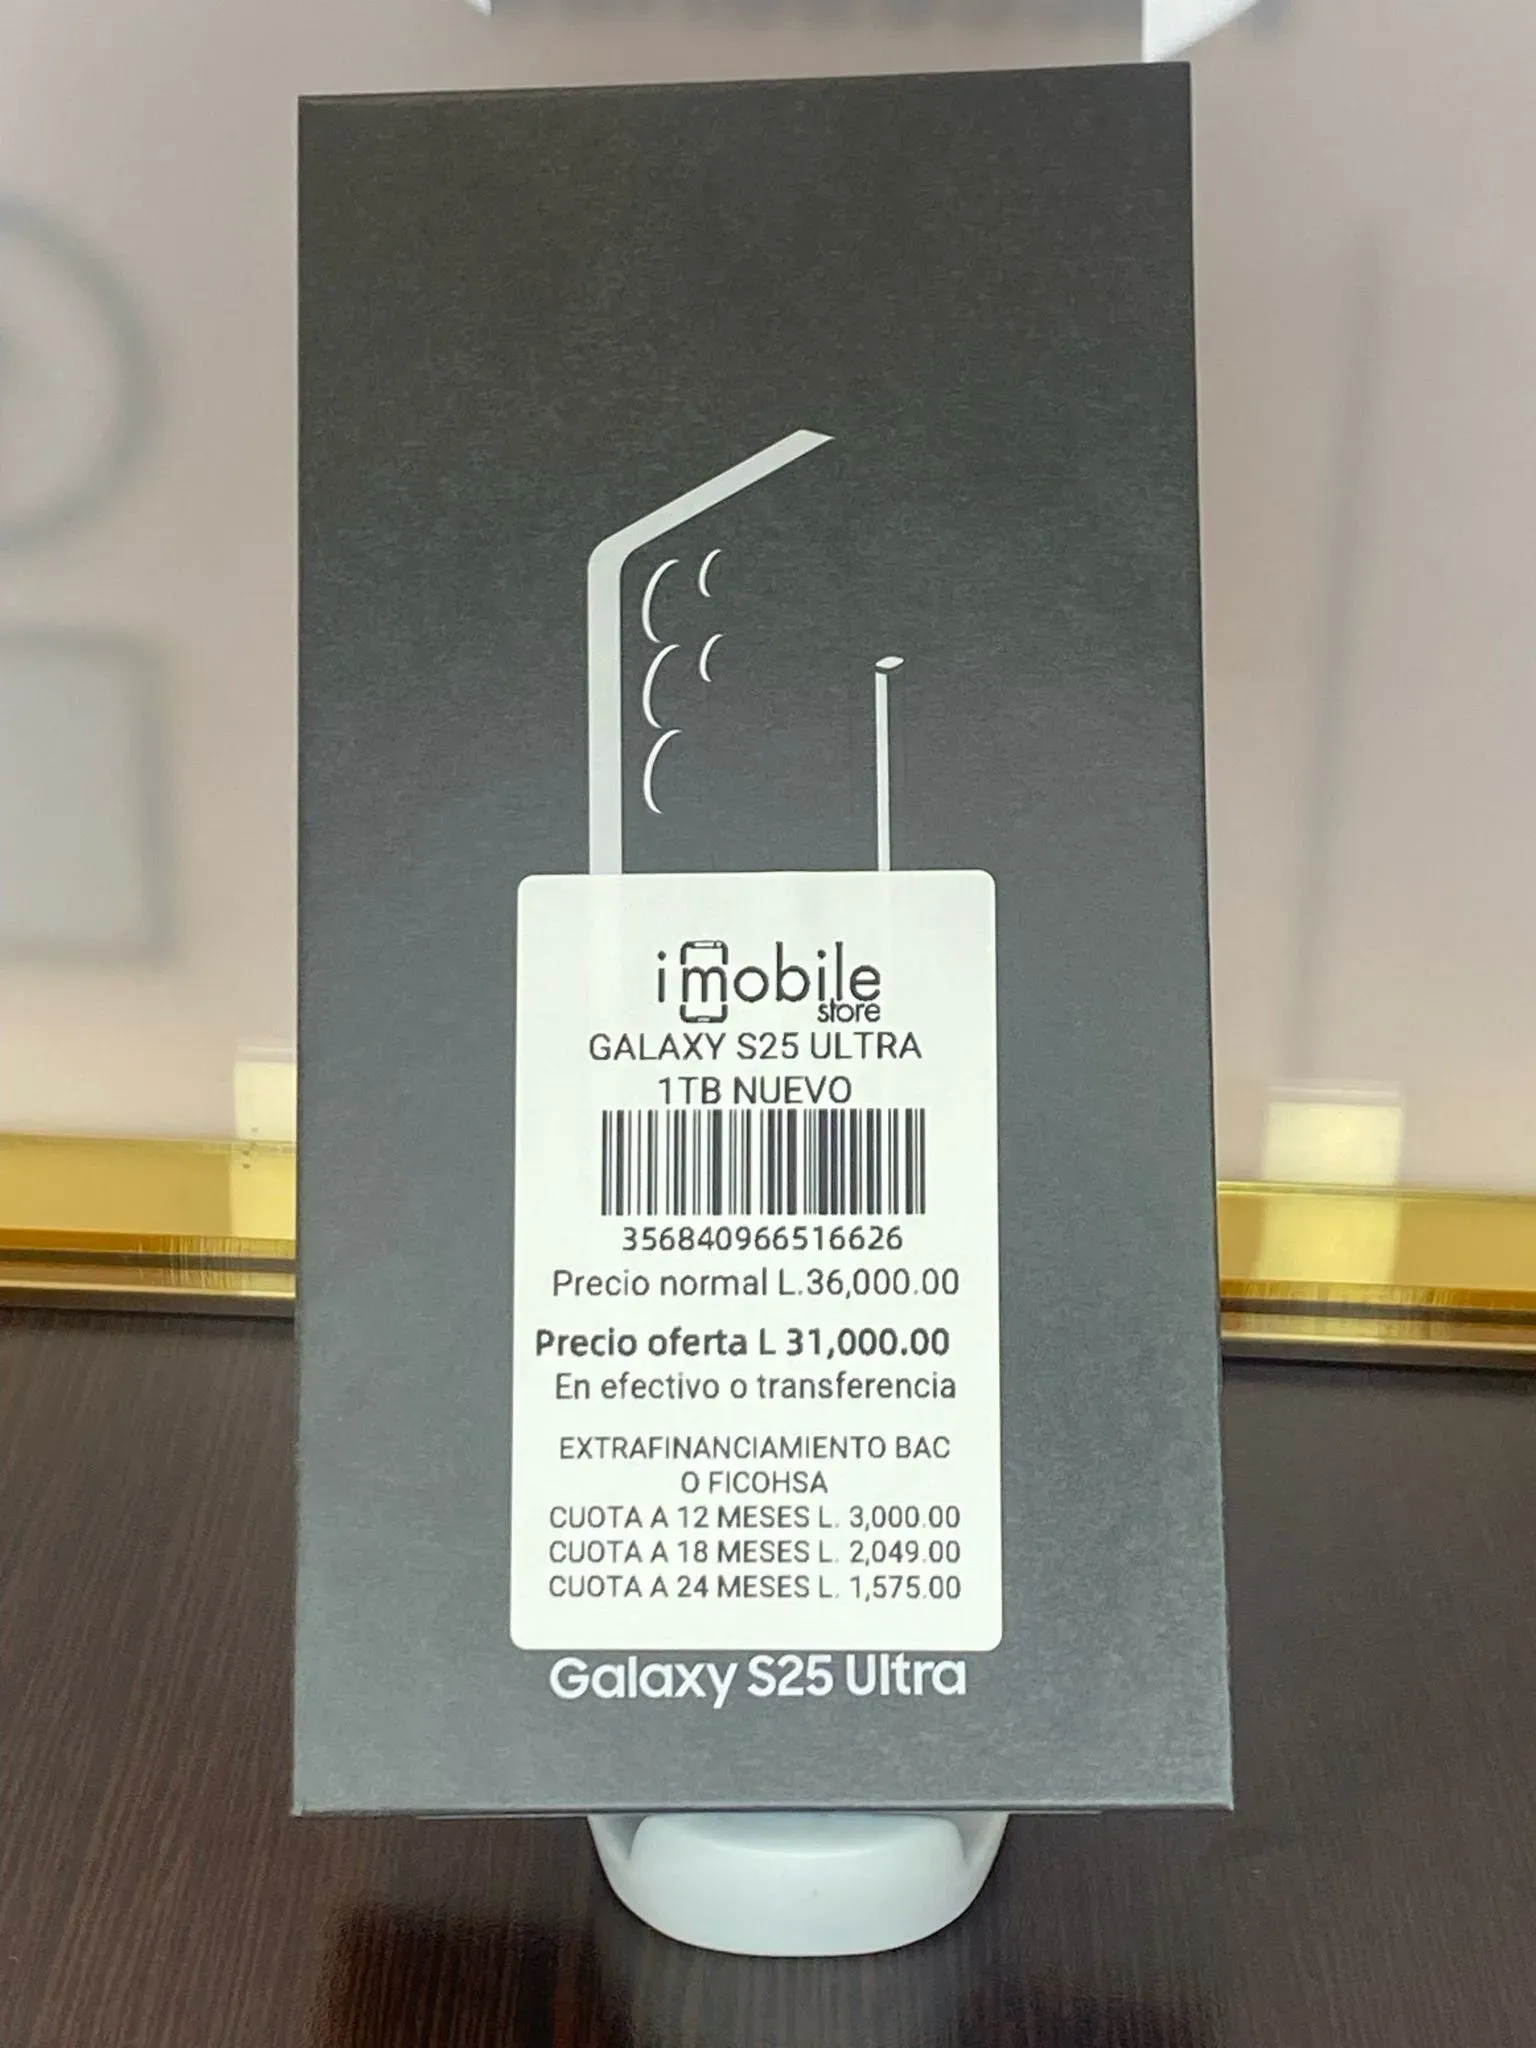 imobile
store
GALAXY S25 ULTRA
1TB NUEVO
356840966516626
Precio normal L.36,000.00
Precio oferta L 31,000.00
En efectivo o transferencia
EXTRAFINANCIAMIENTO BAC
O FICOHSA
CUOTA A 12 MESES L. 3,000.00
CUOTA A 18 MESES L. 2,049.00
CUOTA A 24 MESES L. 1,575.00
Galaxy S25 Ultra